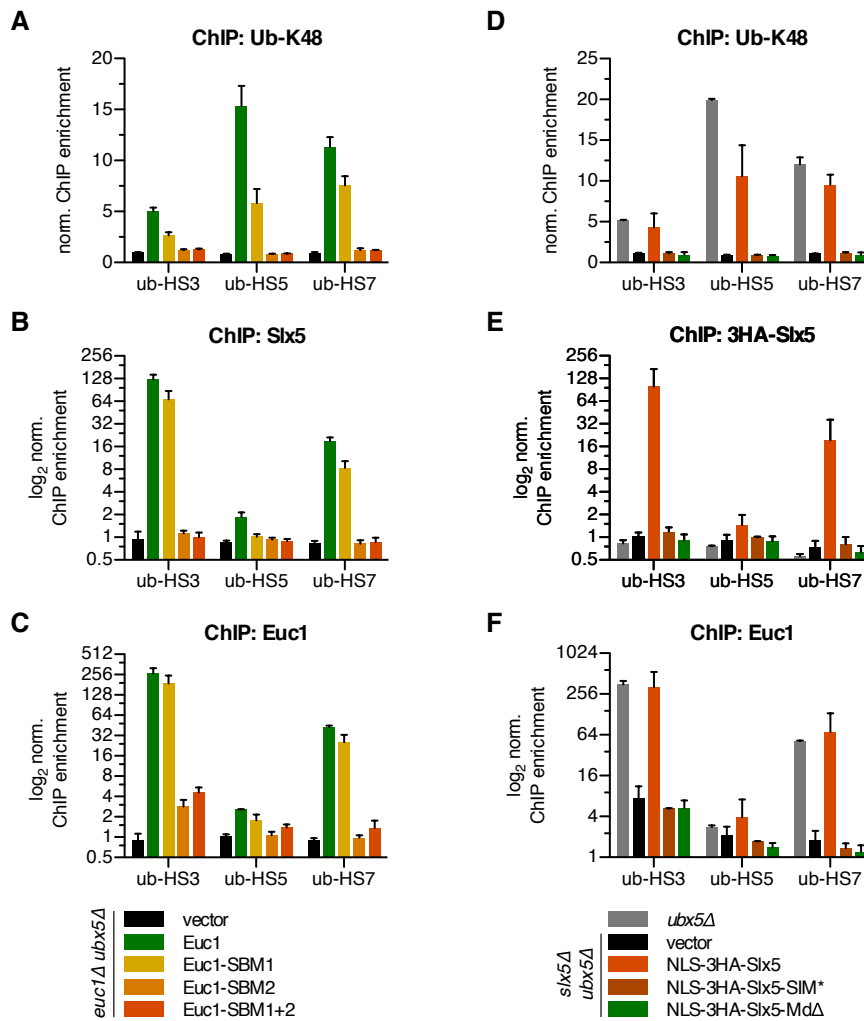 A
ChIP: Ub-K48
norm. ChIP enrichment
20
15
10
5
0
ub-HS3 ub-HS5 ub-HS7
B
ChIP: Slx5
log2 norm.
ChIP enrichment
256
128
64
32
16
8
4
2
1
0.5
ub-HS3 ub-HS5 ub-HS7
C
ChIP: Euc1
log2 norm.
ChIP enrichment
512
256
128
64
32
16
8
4
2
1
0.5
ub-HS3 ub-HS5 ub-HS7
euc1Δ ubx5Δ
vector
Euc1
Euc1-SBM1
Euc1-SBM2
Euc1-SBM1+2
D
ChIP: Ub-K48
norm. ChIP enrichment
25
20
15
10
5
0
ub-HS3 ub-HS5 ub-HS7
E
ChIP: 3HA-Slx5
log2 norm.
ChIP enrichment
256
128
64
32
16
8
4
2
1
0.5
ub-HS3 ub-HS5 ub-HS7
F
ChIP: Euc1
log2 norm.
ChIP enrichment
1024
256
64
16
4
1
ub-HS3 ub-HS5 ub-HS7
ubx5Δ
slx5Δ
ubx5Δ
vector
NLS-3HA-Slx5
NLS-3HA-Slx5-SIM*
NLS-3HA-Slx5-MdΔ